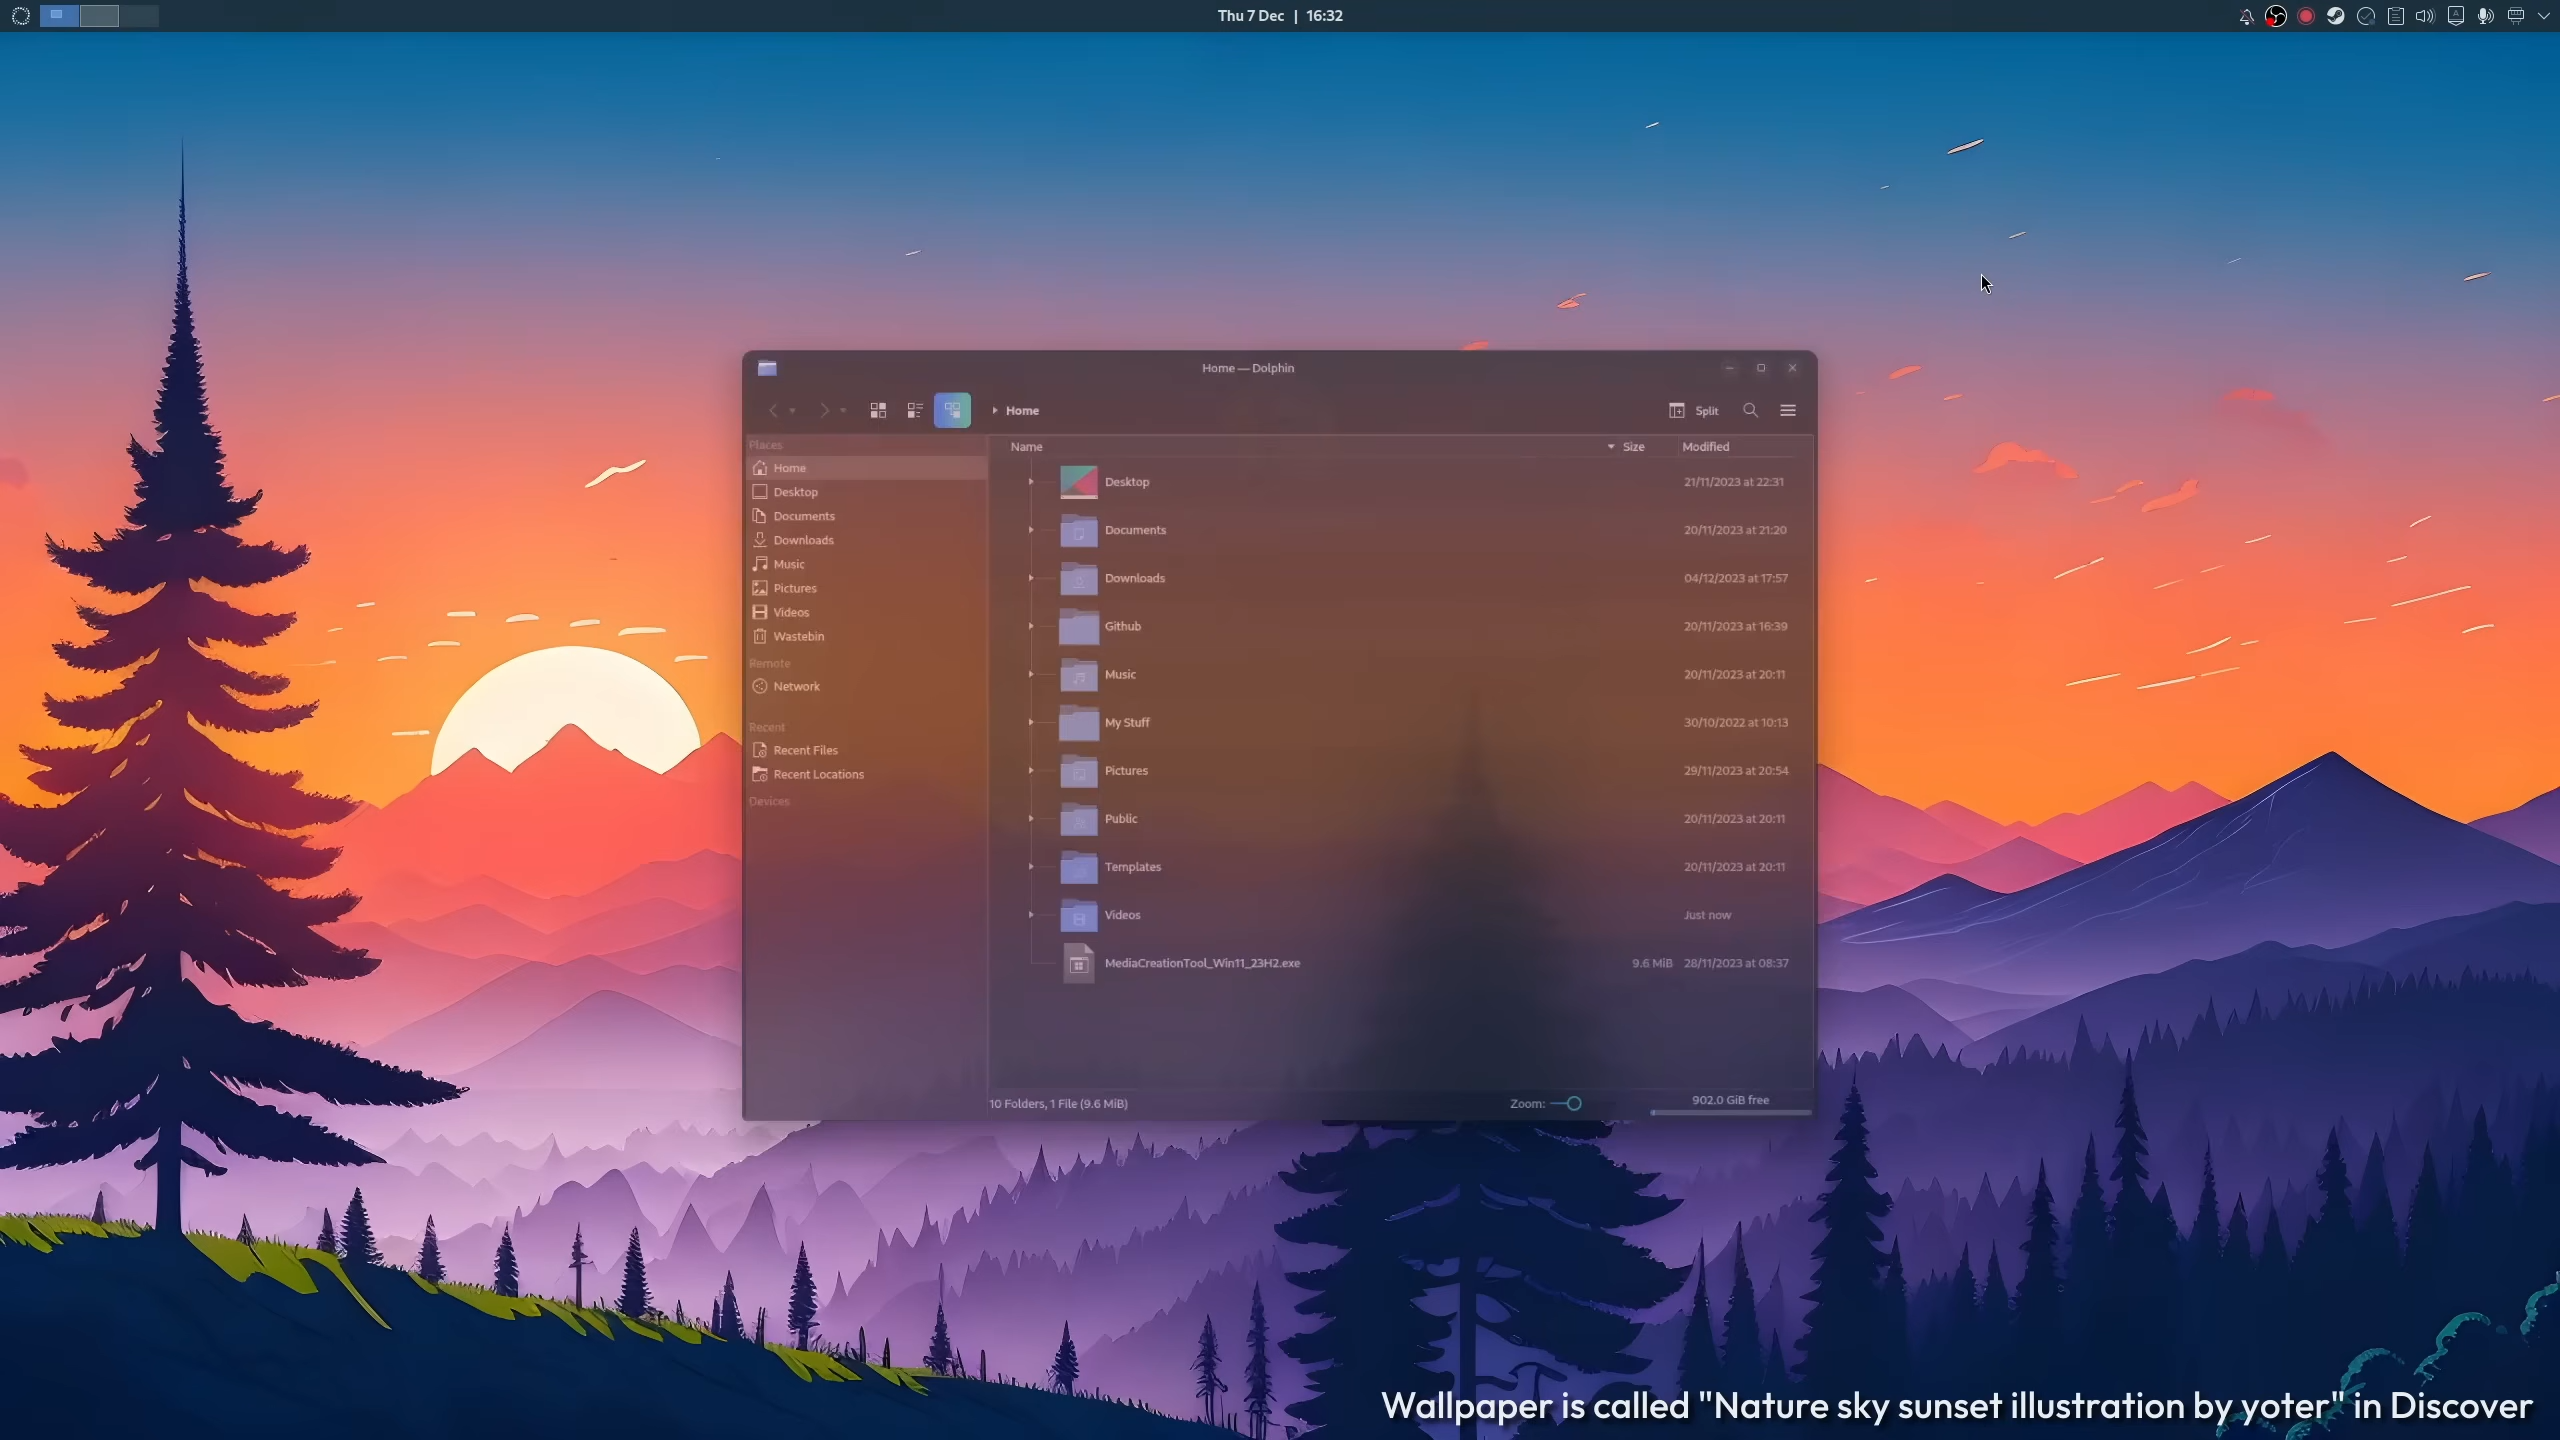 Thu 7 Dec | 16:32
Home — Dolphin
Home
Split
Places
Home
Desktop
Documents
Downloads
Music
Pictures
Videos
Wastebin
Remote
Network
Recent
Recent Files
Recent Locations
Devices
Name Size Modified
Desktop 21/11/2023 at 22:31
Documents 20/11/2023 at 21:20
Downloads 04/12/2023 at 17:57
Github 20/11/2023 at 16:39
Music 20/11/2023 at 20:11
My Stuff 30/10/2022 at 10:13
Pictures 29/11/2023 at 20:54
Public 20/11/2023 at 20:11
Templates 20/11/2023 at 20:11
Videos Just now
MediaCreationTool_Win11_23H2.exe 9.6 MiB 28/11/2023 at 08:37
10 Folders, 1 File (9.6 MiB) Zoom: 902.0 GiB free
Wallpaper is called "Nature sky sunset illustration by yoter" in Discover